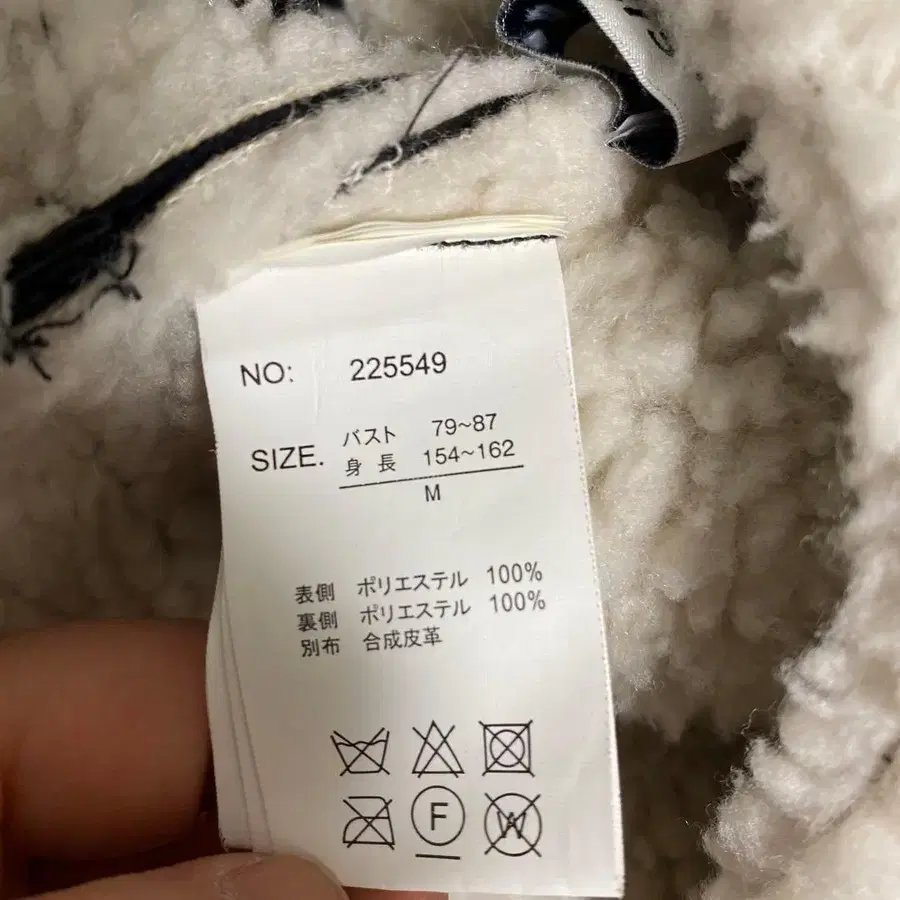 NO: 225549
SIZE. バスト 79~87
身長 154~162
M
表側 ポリエステル 100%
裏側 ポリエステル 100%
別布 合成皮革
F W